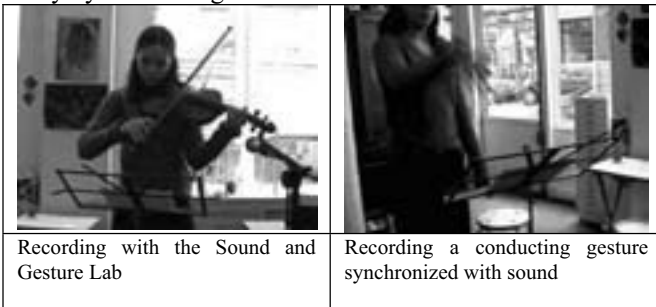 Recording with the Sound and
Gesture Lab
Recording a conducting gesture
synchronized with sound